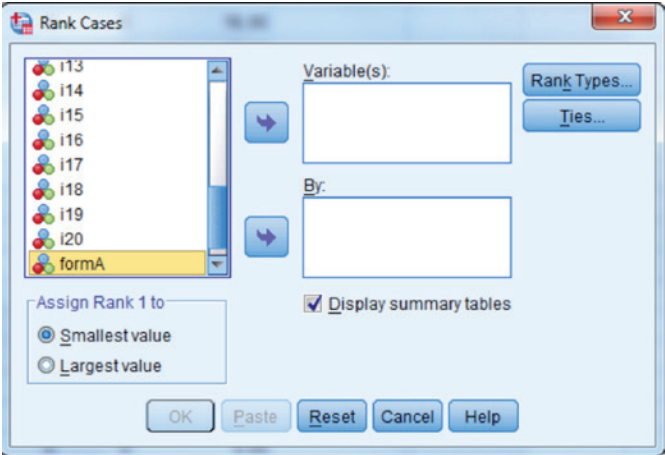 Rank Cases
i13
i14
i15
i16
i17
i18
i19
i20
formA
Variable(s):
By:
Rank Types...
Ties...
Assign Rank 1 to
Smallest value
Largest value
Display summary tables
OK
Paste
Reset
Cancel
Help